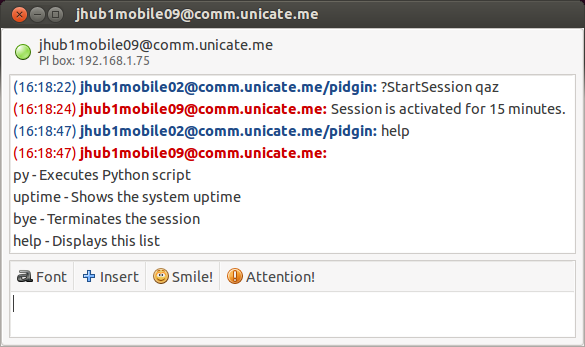 jhub1mobile09@comm.unicate.me
jhub1mobile09@comm.unicate.me
PI box: 192.168.1.75
(16:18:22) jhub1mobile02@comm.unicate.me/pidgin: ?StartSession qaz
(16:18:24) jhub1mobile09@comm.unicate.me: Session is activated for 15 minutes.
(16:18:47) jhub1mobile02@comm.unicate.me/pidgin: help
(16:18:47) jhub1mobile09@comm.unicate.me:
py - Executes Python script
uptime - Shows the system uptime
bye - Terminates the session
help - Displays this list
Font Insert Smile! Attention!